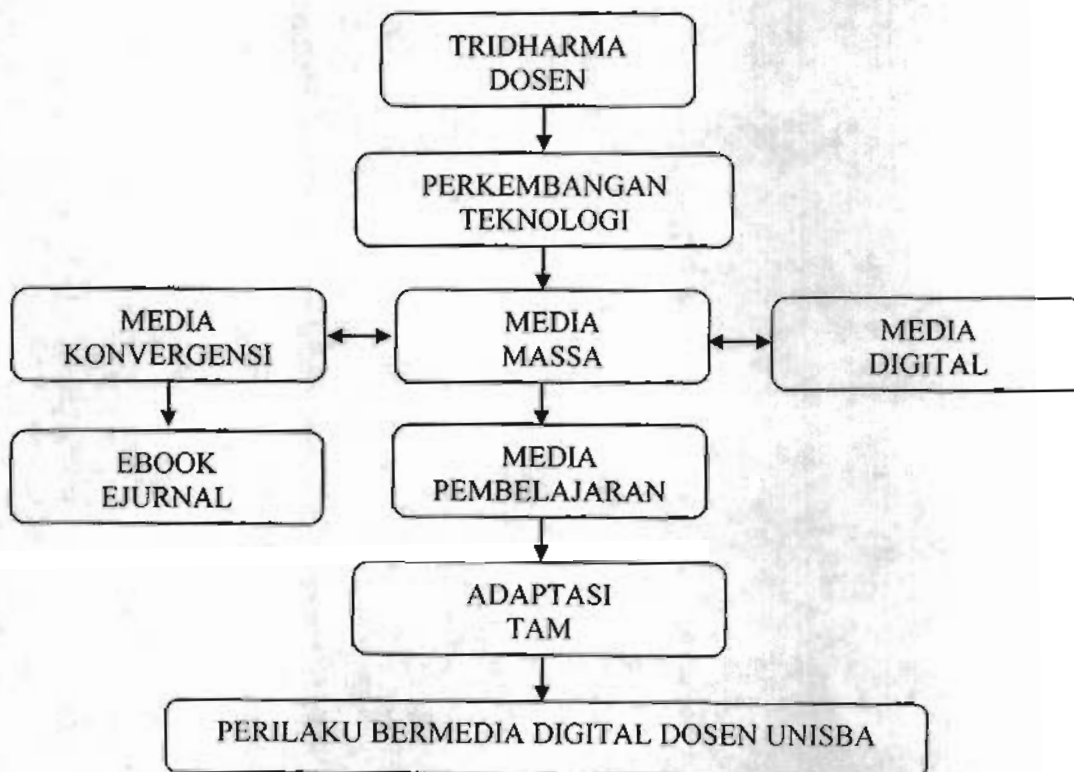 TRIDHARMA
DOSEN
PERKEMBANGAN
TEKNOLOGI
MEDIA
KONVERGENSI
MEDIA
MASSA
MEDIA
DIGITAL
EBOOK
EJURNAL
MEDIA
PEMBELAJARAN
ADAPTASI
TAM
PERILAKU BERMEDIA DIGITAL DOSEN UNISBA